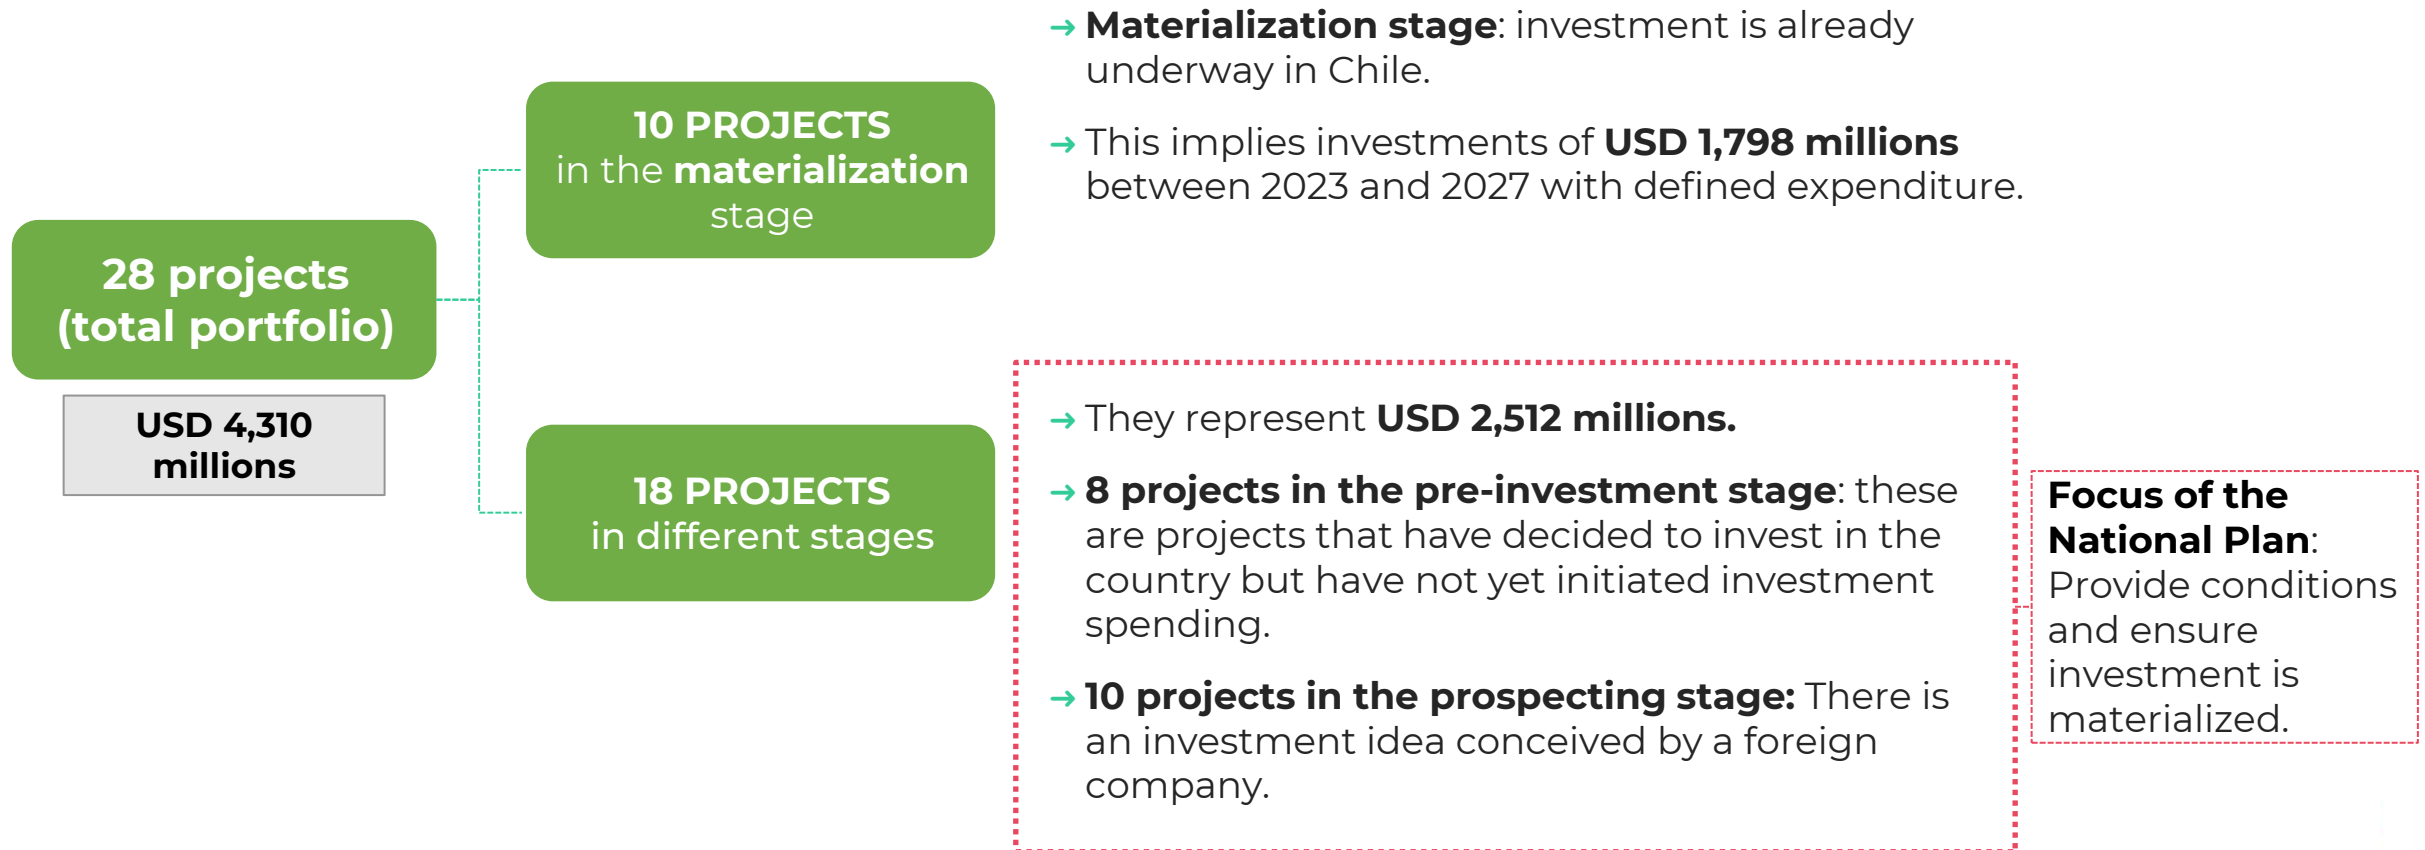 28 projects
(total portfolio)
USD 4,310
millions
10 PROJECTS
in the materialization
stage
→ Materialization stage: investment is already
underway in Chile.
→ This implies investments of USD 1,798 millions
between 2023 and 2027 with defined expenditure.
18 PROJECTS
in different stages
→ They represent USD 2,512 millions.
→ 8 projects in the pre-investment stage: these
are projects that have decided to invest in the
country but have not yet initiated investment
spending.
→ 10 projects in the prospecting stage: There is
an investment idea conceived by a foreign
company.
Focus of the
National Plan:
Provide conditions
and ensure
investment is
materialized.